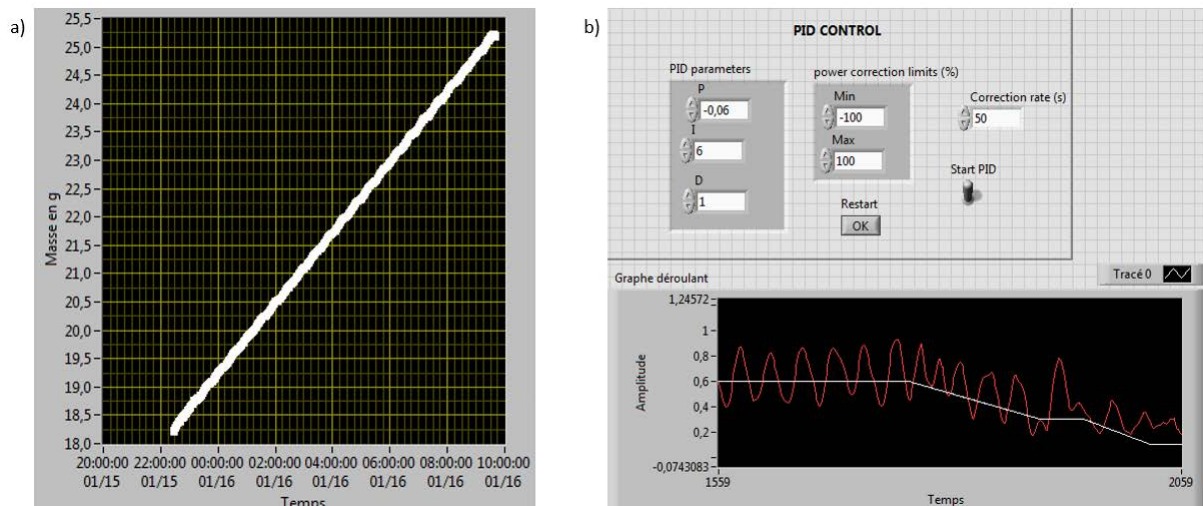 a)
25,5
25,0
24,5
24,0
23,5
23,0
22,5
22,0
21,5
21,0
20,5
20,0
19,5
19,0
18,5
18,0
Masse en g
20:00:00 22:00:00 00:00:00 02:00:00 04:00:00 06:00:00 08:00:00 10:00:00
01/15 01/15 01/16 01/16 01/16 01/16 01/16 01/16
Temps
b)
PID CONTROL
PID parameters
P
-0,06
I
6
D
1
power correction limits (%)
Min
-100
Max
100
Correction rate (s)
50
Start PID
Restart
OK
Graphe déroulant
Tracé 0
1,24572
1
0,8
0,6
0,4
0,2
-0,0743083
Amplitude
1559 2059
Temps